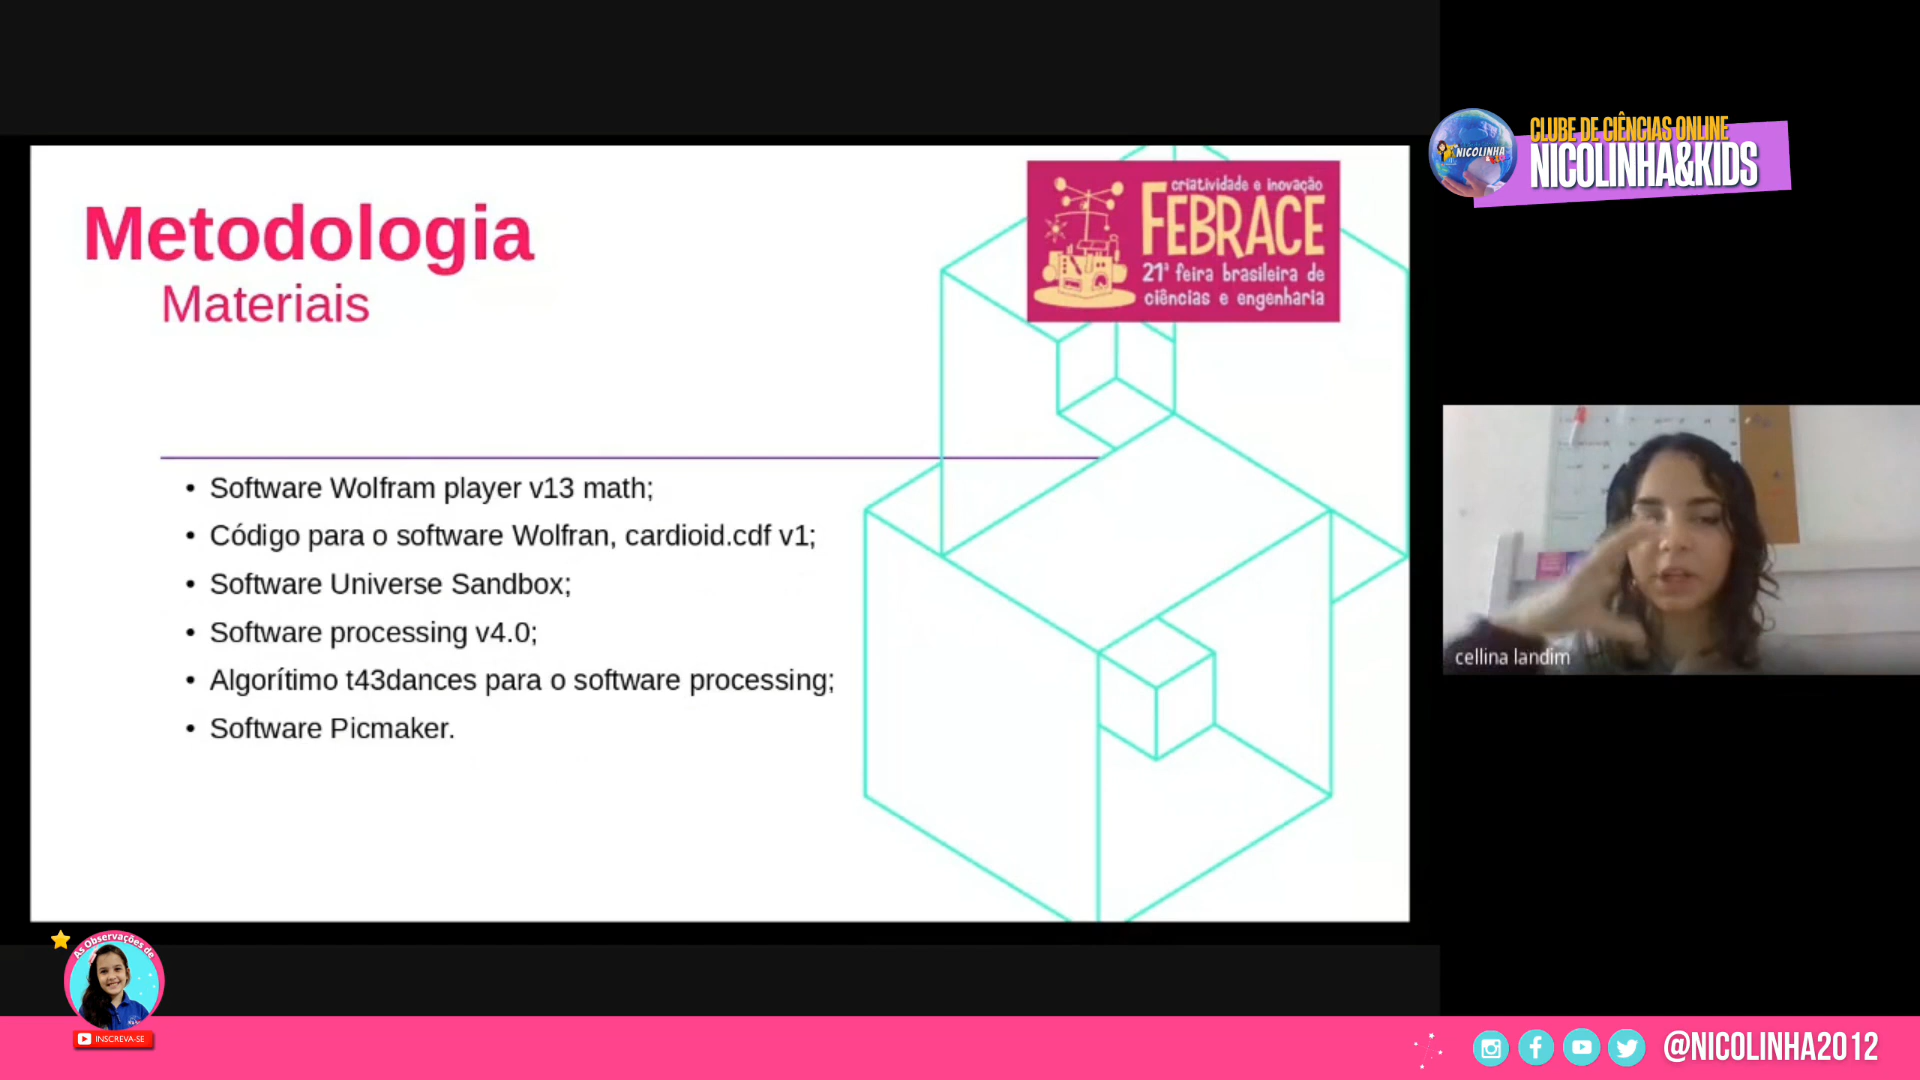 CLUBE DE CIÊNCIAS ONLINE
NICOLINHA&KIDS
NICOLINHA
Metodologia
Materiais
criatividade e inovação
FEBRACE
21ª feira brasileira de
ciências e engenharia
• Software Wolfram player v13 math;
• Código para o software Wolfran, cardioid.cdf v1;
• Software Universe Sandbox;
• Software processing v4.0;
• Algorítimo t43dances para o software processing;
• Software Picmaker.
cellina landim
As Observações de
INSCREVA-SE
@NICOLINHA2012